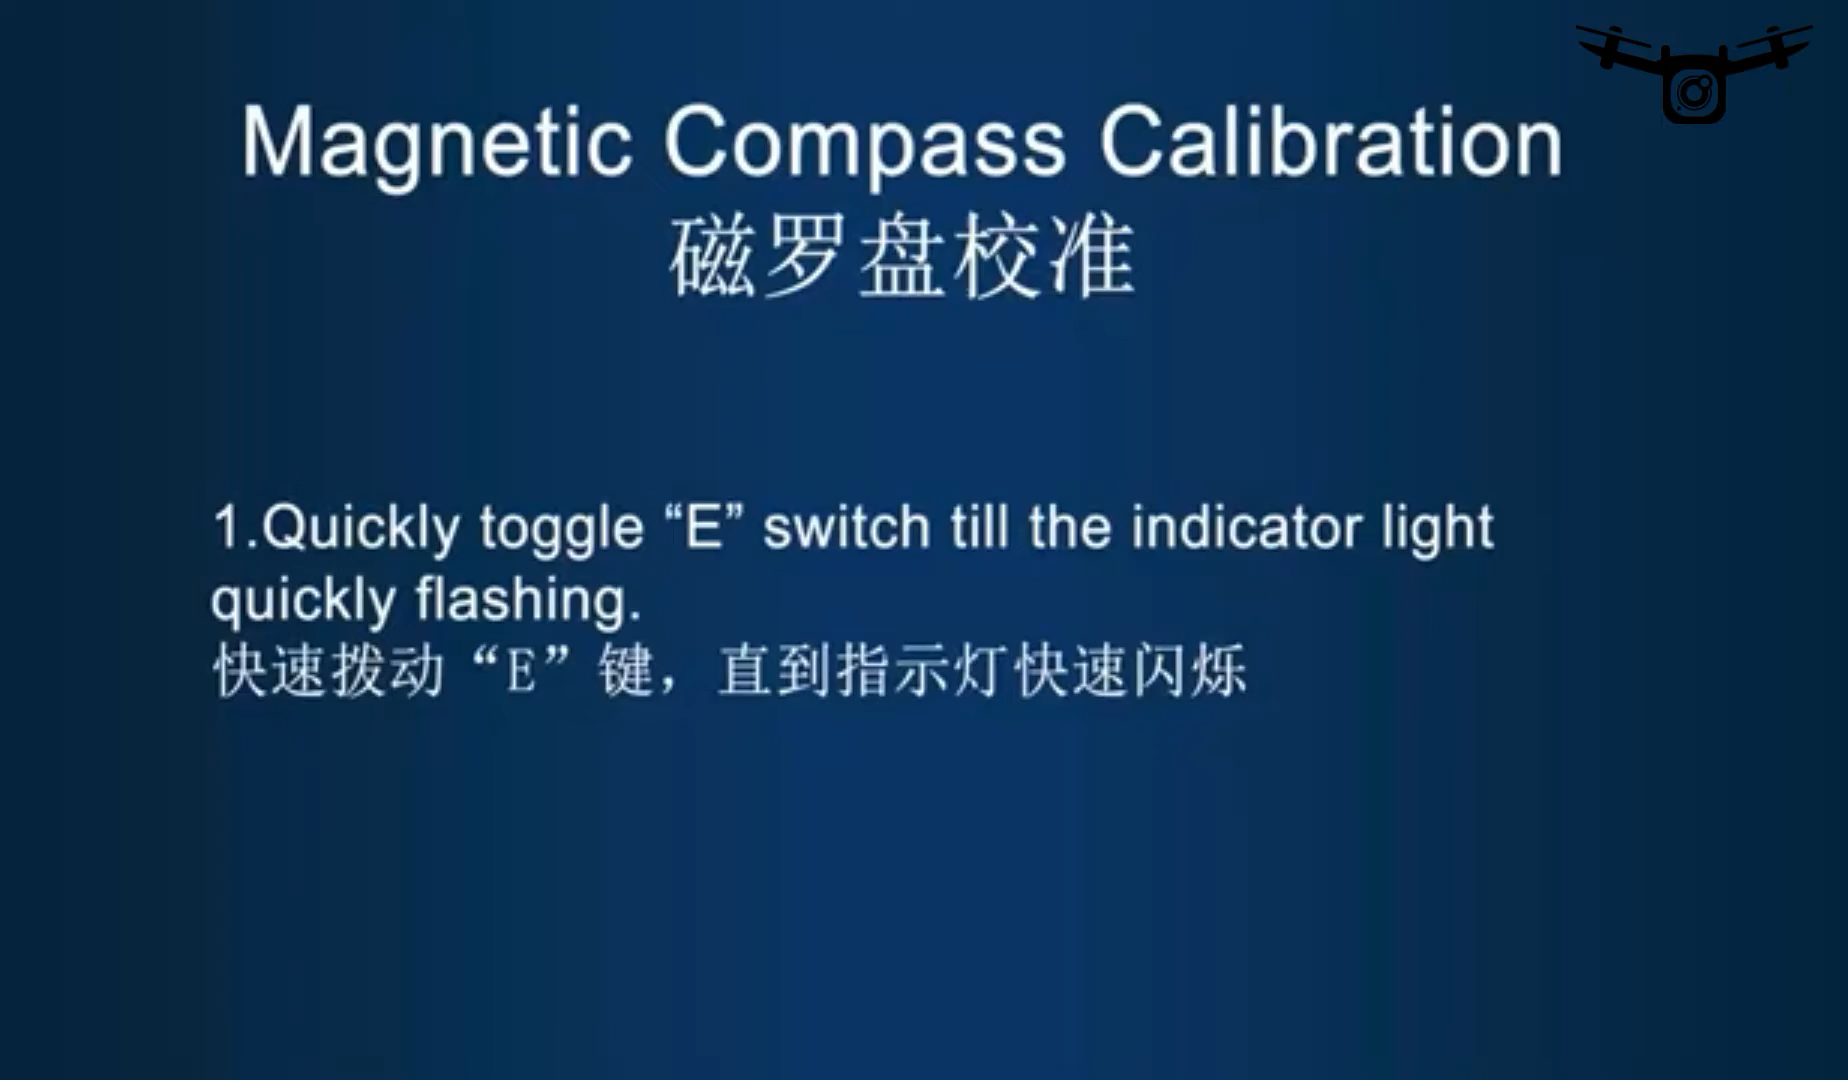 Magnetic Compass Calibration
磁罗盘校准
1.Quickly toggle “E” switch till the indicator light
quickly flashing.
快速拨动“E”键，直到指示灯快速闪烁